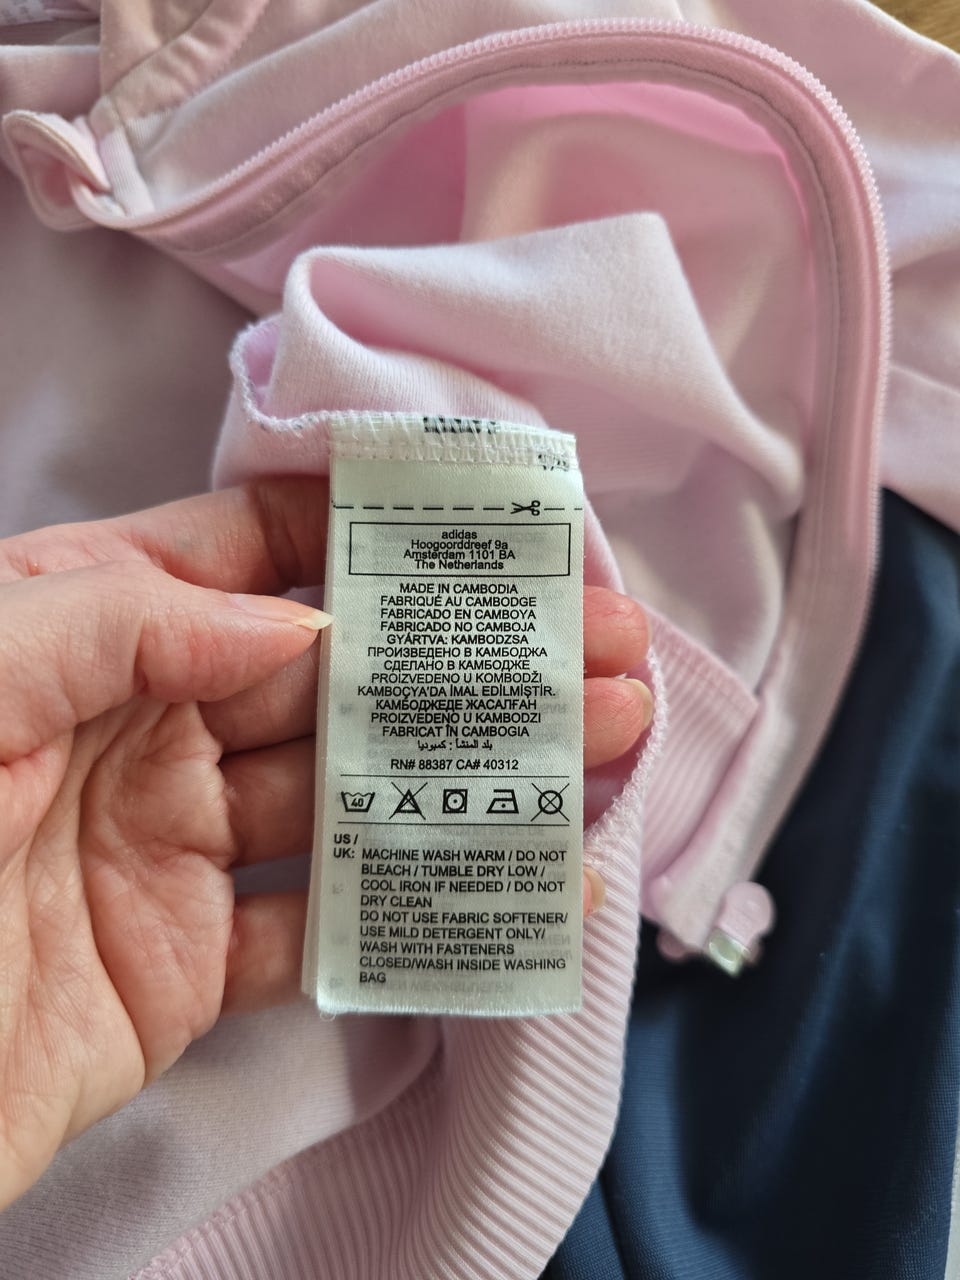 adidas
Hoogoorddreef 9a
Amsterdam 1101 BA
The Netherlands
MADE IN CAMBODIA
FABRIQUÉ AU CAMBODGE
FABRICADO EN CAMBOYA
FABRICADO NO CAMBOJA
GYÁRTVA: KAMBODZSA
ПРОИЗВЕДЕНО В КАМБОДЖА
СДЕЛАНО В КАМБОДЖЕ
PROIZVEDENO U KOMBODŽI
KAMBOÇYA'DA İMAL EDİLMİŞTİR.
КАМБОДЖЕДЕ ЖАСАЛҒАН
PROIZVEDENO U KAMBODZI
FABRICAT ÎN CAMBOGIA
بلد المنشأ : كمبوديا
RN# 88387 CA# 40312
40
US /
UK: MACHINE WASH WARM / DO NOT
BLEACH / TUMBLE DRY LOW /
COOL IRON IF NEEDED / DO NOT
DRY CLEAN
DO NOT USE FABRIC SOFTENER/
USE MILD DETERGENT ONLY/
WASH WITH FASTENERS
CLOSED/WASH INSIDE WASHING
BAG